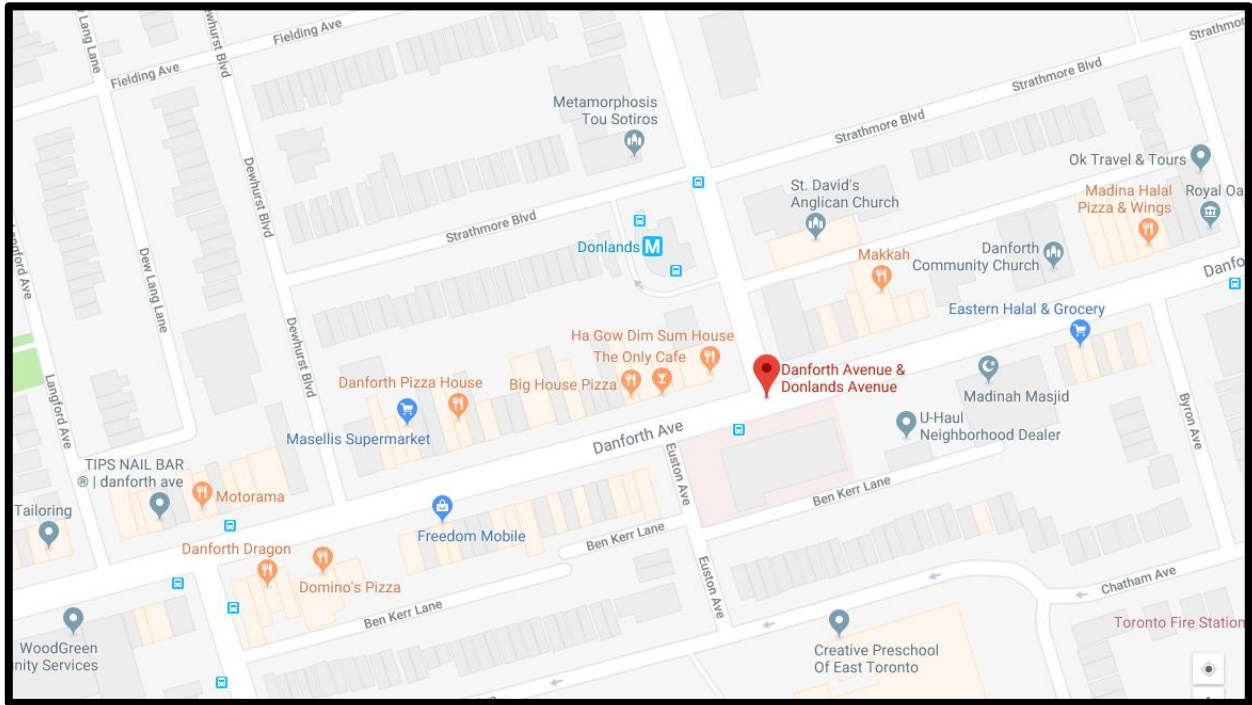 Fielding Ave
Fielding Ave
Dew Lang Lane
Dewhurst Blvd
Strathmore
Strathmore Blvd
Strathmore Blvd
Metamorphosis
Tou Sotiros
Ok Travel & Tours
St. David's
Anglican Church
Madina Halal
Pizza & Wings
Royal Oa
Dewhurst Blvd
Strathmore Blvd
Donlands
M
Makkah
Danforth
Community Church
Danfo
Langford Ave
Dew Lang Lane
Eastern Halal & Grocery
Dewhurst Blvd
Ha Gow Dim Sum House
The Only Cafe
Danforth Pizza House
Big House Pizza
Danforth Avenue &
Donlands Avenue
Madinah Masjid
Langford Ave
Masellis Supermarket
Danforth Ave
U-Haul
Neighborhood Dealer
Byron Ave
TIPS NAIL BAR
® | danforth ave
Motorama
Euston Ave
Ben Kerr Lane
Tailoring
Freedom Mobile
Ben Kerr Lane
Danforth Dragon
Domino's Pizza
Chatham Ave
Euston Ave
Ben Kerr Lane
Toronto Fire Station
WoodGreen
nity Services
Creative Preschool
Of East Toronto